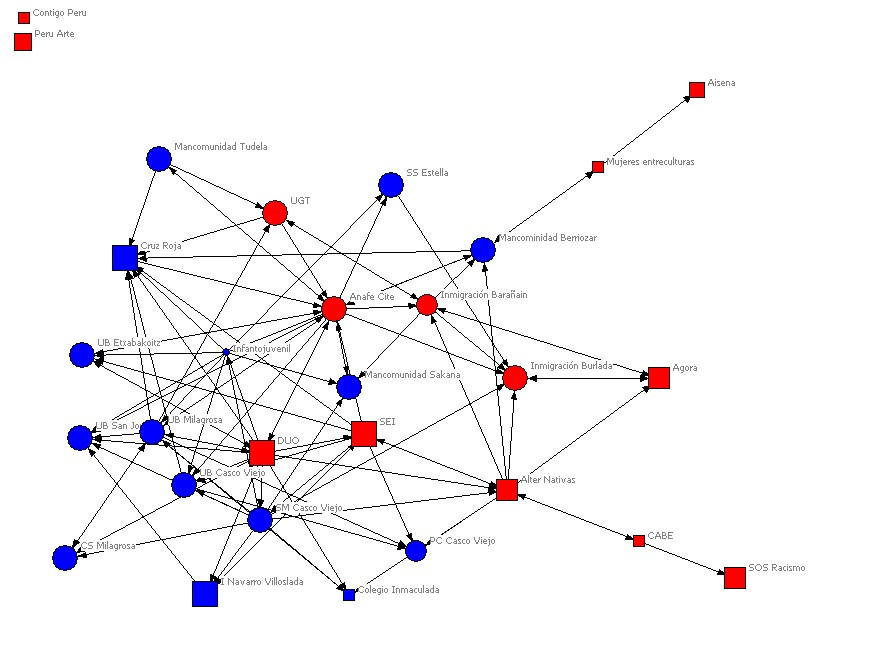 Contigo Peru
Peru Arte
Aisena
Mancomunidad Tudela
Mujeres entreculturas
SS Estella
UGT
Mancominidad Berriozar
Cruz Roja
Anafe Cite
Inmigración Barañain
UB Etxabakoitz
Infantojuvenil
Inmigración Burlada
Agora
Mancomunidad Sakana
UB San Jo
UB Milagrosa
SEI
DUO
UB Casco Viejo
Alter Nativas
SM Casco Viejo
CABE
CS Milagrosa
PC Casco Viejo
SOS Racismo
I Navarro Villoslada
Colegio Inmaculada